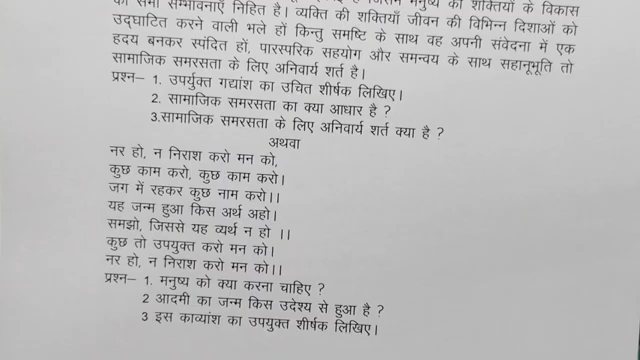 की सभी सम्भावनाएँ निहित है। व्यक्ति की शक्तियाँ जीवन की विभिन्न दिशाओं को
उद्घाटित करने वाली भले हों किन्तु समष्टि के साथ वह अपनी संवेदना में एक
हृदय बनकर स्पंदित हों, पारस्परिक सहयोग और समन्वय के साथ सहानूभूति तो
सामाजिक समरसता के लिए अनिवार्य शर्त है।
प्रश्न– 1. उपर्युक्त गद्यांश का उचित शीर्षक लिखिए।
2. सामाजिक समरसता का क्या आधार है ?
3.सामाजिक समरसता के लिए अनिवार्य शर्त क्या है ?
अथवा
नर हो, न निराश करो मन को,
कुछ काम करो, कुछ काम करो।
जग में रहकर कुछ नाम करो।।
यह जन्म हुआ किस अर्थ अहो।
समझो, जिससे यह व्यर्थ न हो ।।
कुछ तो उपयुक्त करो मन को।
नर हो, न निराश करो मन को।।
प्रश्न– 1. मनुष्य को क्या करना चाहिए ?
2 आदमी का जन्म किस उदेश्य से हुआ है ?
3 इस काव्यांश का उपयुक्त शीर्षक लिखिए।